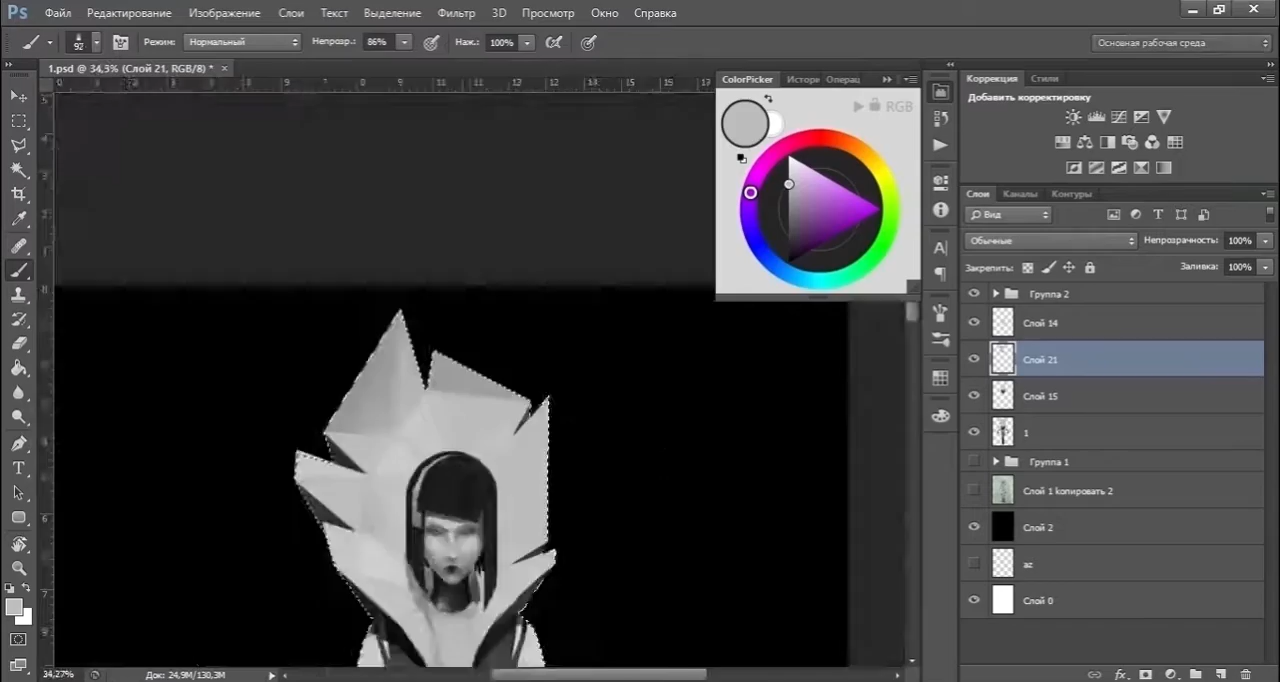 Ps Файл Редактирование Изображение Слои Текст Выделение Фильтр 3D Просмотр Окно Справка
92 Режим: Нормальный Непрозр.: 86% Наж.: 100% Основная рабочая среда
1.psd @ 34,3% (Слой 21, RGB/8) *
ColorPicker Истори Операц
RGB
Коррекция Стили
Добавить корректировку
Слои Каналы Контуры
Вид
Обычные Непрозрачность: 100%
Закрепить: Заливка: 100%
Группа 2
Слой 14
Слой 21
Слой 15
1
Группа 1
Слой 1 копировать 2
Слой 2
az
Слой 0
34,27% Док: 24,9M/130,3M